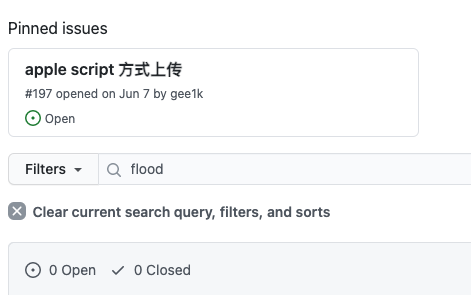 Pinned issues
apple script 方式上传
#197 opened on Jun 7 by gee1k
Open
Filters flood
Clear current search query, filters, and sorts
0 Open 0 Closed